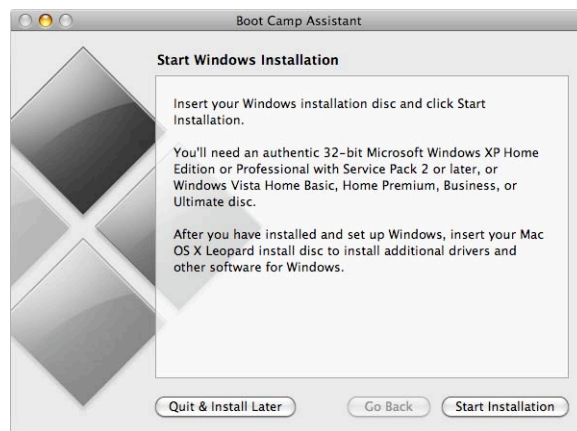 Boot Camp Assistant
Start Windows Installation
Insert your Windows installation disc and click Start
Installation.
You'll need an authentic 32-bit Microsoft Windows XP Home
Edition or Professional with Service Pack 2 or later, or
Windows Vista Home Basic, Home Premium, Business, or
Ultimate disc.
After you have installed and set up Windows, insert your Mac
OS X Leopard install disc to install additional drivers and
other software for Windows.
Quit & Install Later
Go Back
Start Installation